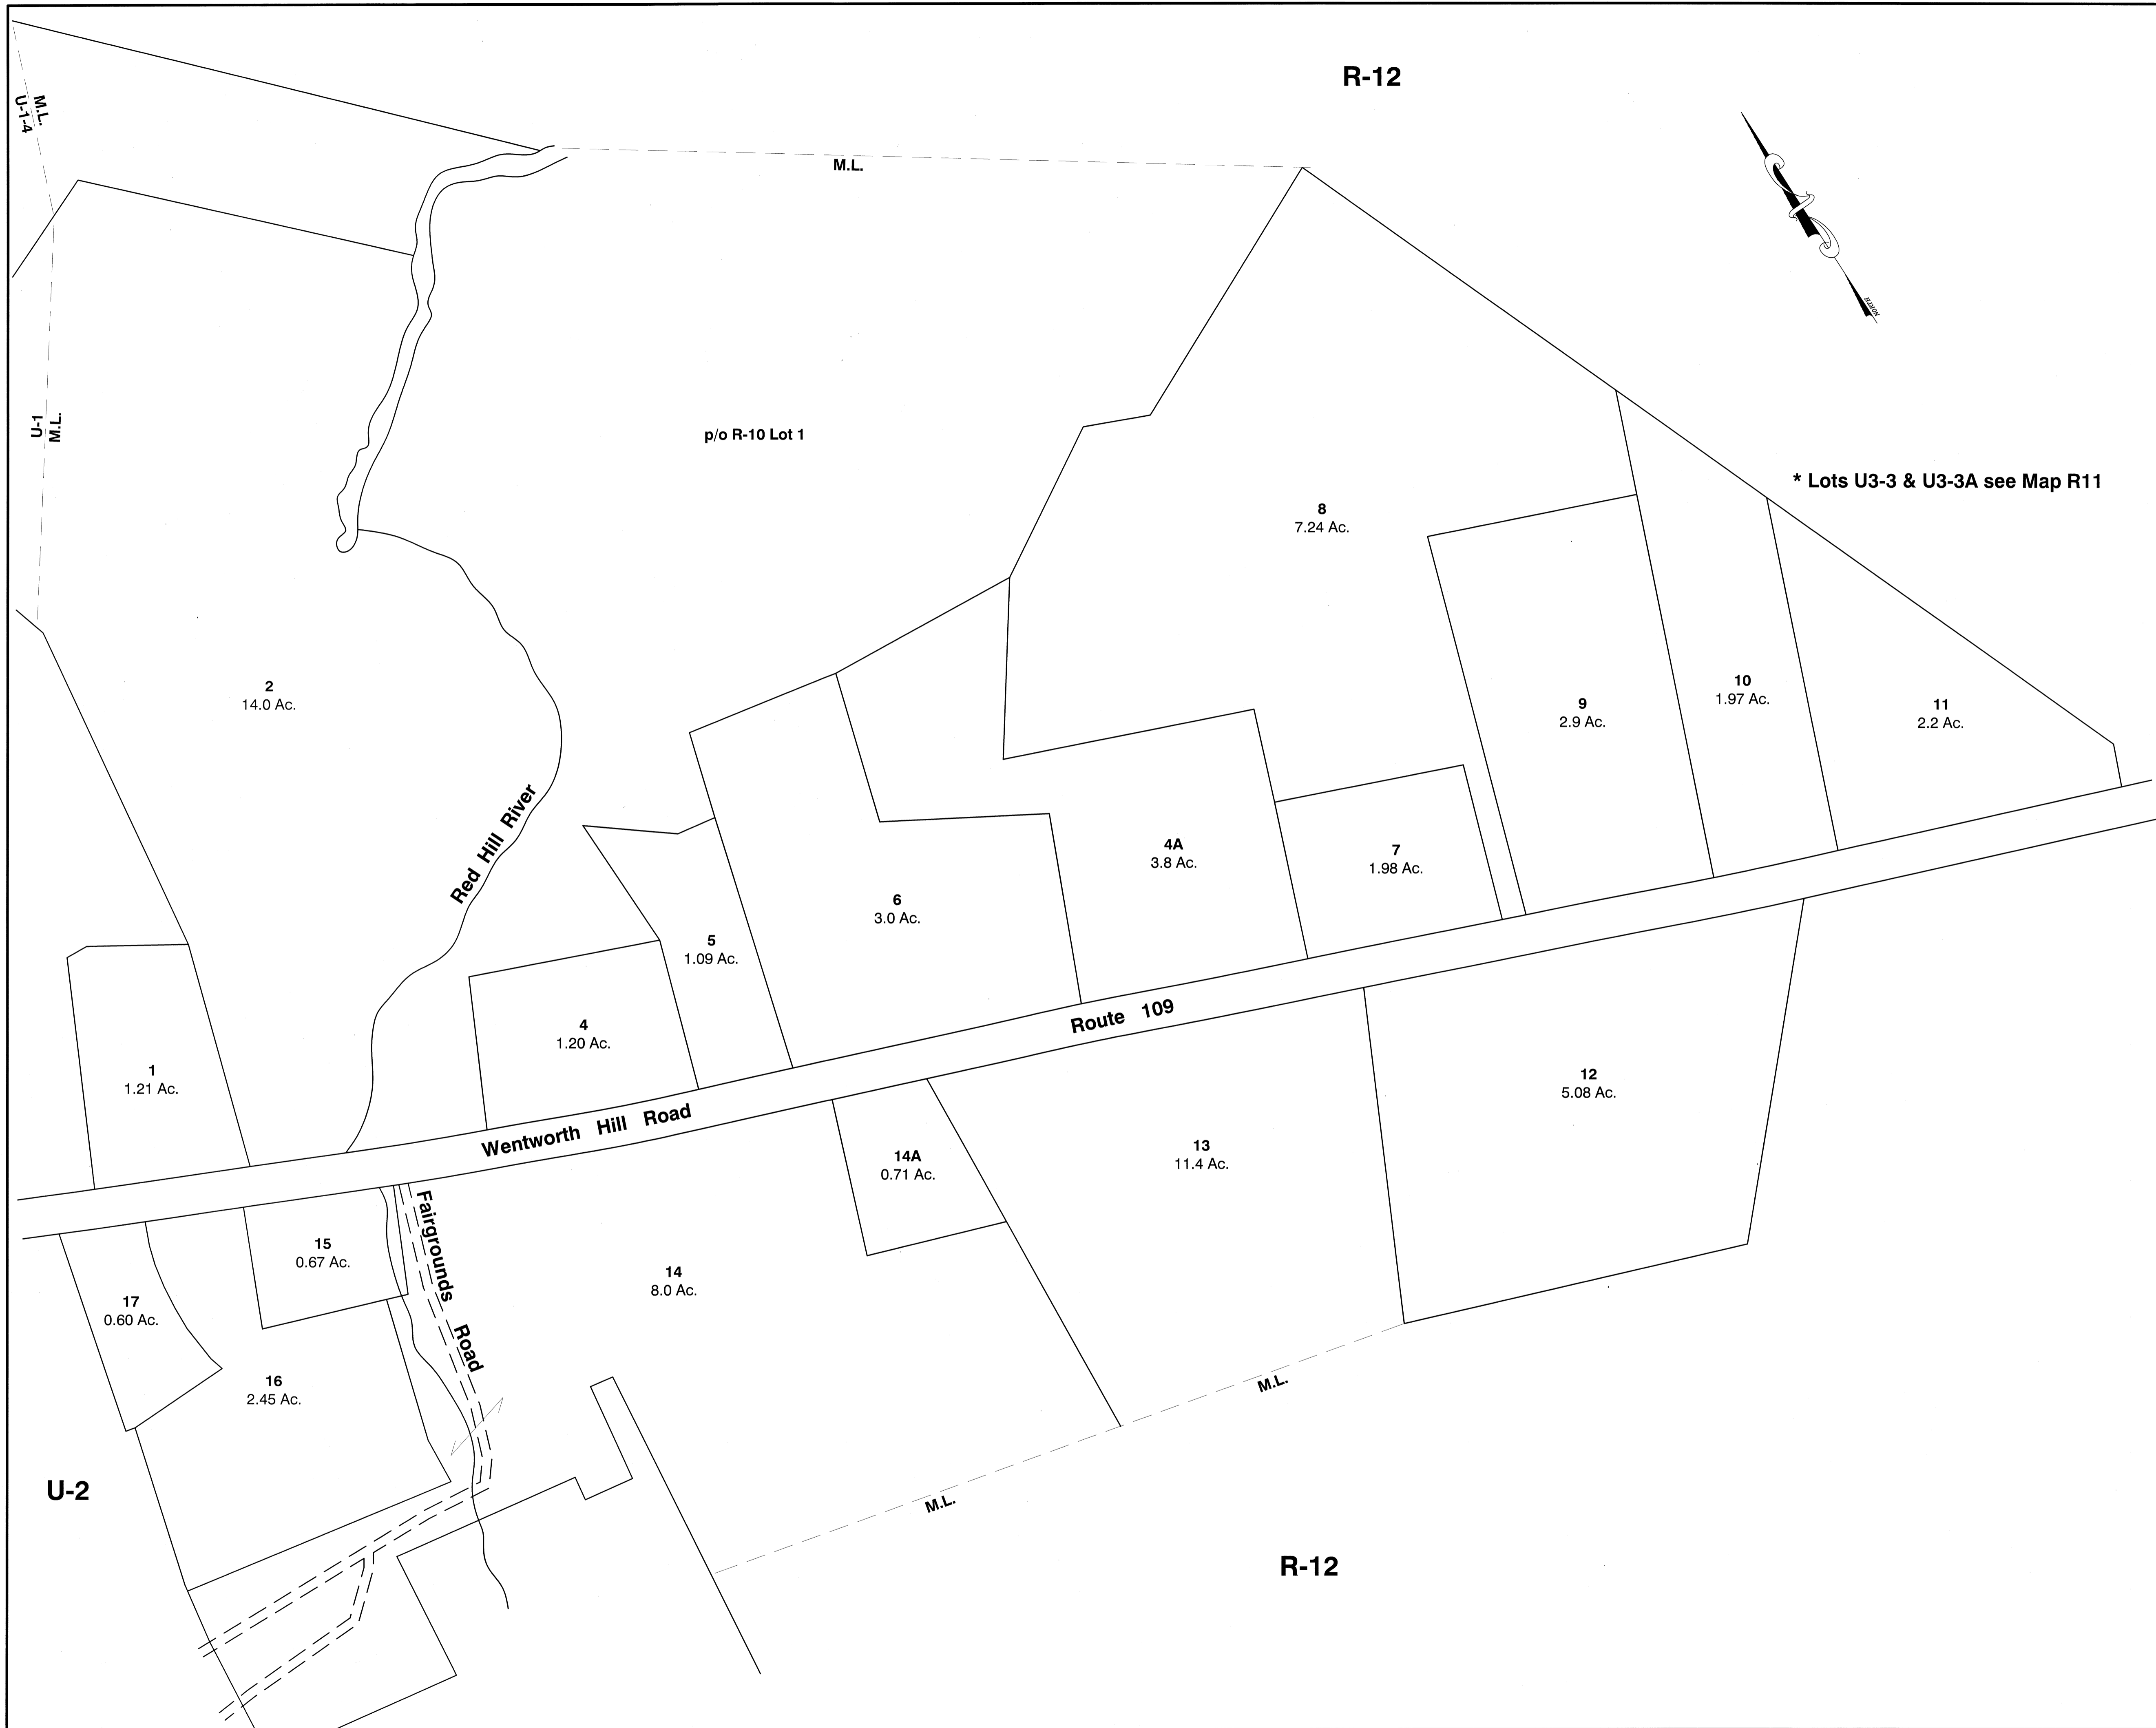 R-12
M.L.
U-1-4
M.L.
NORTH
U-1
M.L.
p/o R-10 Lot 1
* Lots U3-3 & U3-3A see Map R11
8
7.24 Ac.
2
14.0 Ac.
9
2.9 Ac.
10
1.97 Ac.
11
2.2 Ac.
Red Hill River
4A
3.8 Ac.
7
1.98 Ac.
6
3.0 Ac.
5
1.09 Ac.
4
1.20 Ac.
1
1.21 Ac.
Route 109
Wentworth Hill Road
12
5.08 Ac.
13
11.4 Ac.
14A
0.71 Ac.
Fairgrounds Road
15
0.67 Ac.
14
8.0 Ac.
17
0.60 Ac.
16
2.45 Ac.
M.L.
M.L.
U-2
R-12